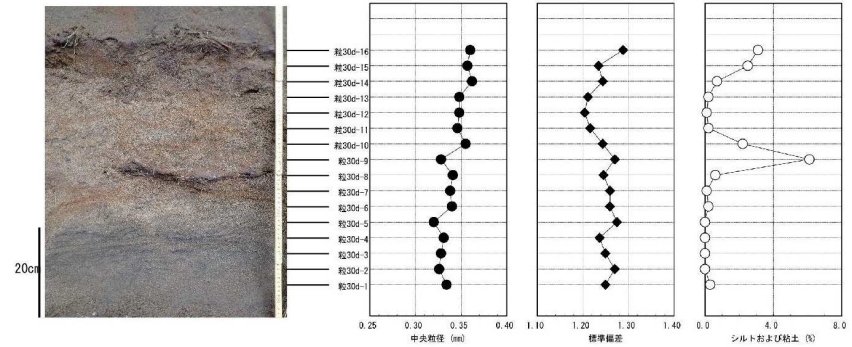 粒30d-16
粒30d-15
粒30d-14
粒30d-13
粒30d-12
粒30d-11
粒30d-10
粒30d-9
粒30d-8
粒30d-7
粒30d-6
粒30d-5
粒30d-4
粒30d-3
粒30d-2
粒30d-1
20cm
0.25 0.30 0.35 0.40
中央粒径 (mm)
1.10 1.20 1.30 1.40
標準偏差
0.0 2.0 4.0 6.0 8.0
シルトおよび粘土 (%)